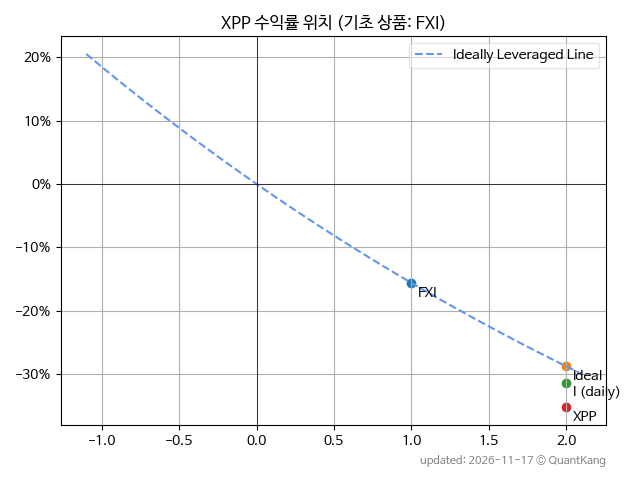 XPP 수익률 위치 (기초 상품: FXI)
Ideally Leveraged Line
20%
10%
0%
−10%
−20%
−30%
FXI
Ideal
I (daily)
XPP
−1.0
−0.5
0.0
0.5
1.0
1.5
2.0
updated: 2026-11-17 © QuantKang